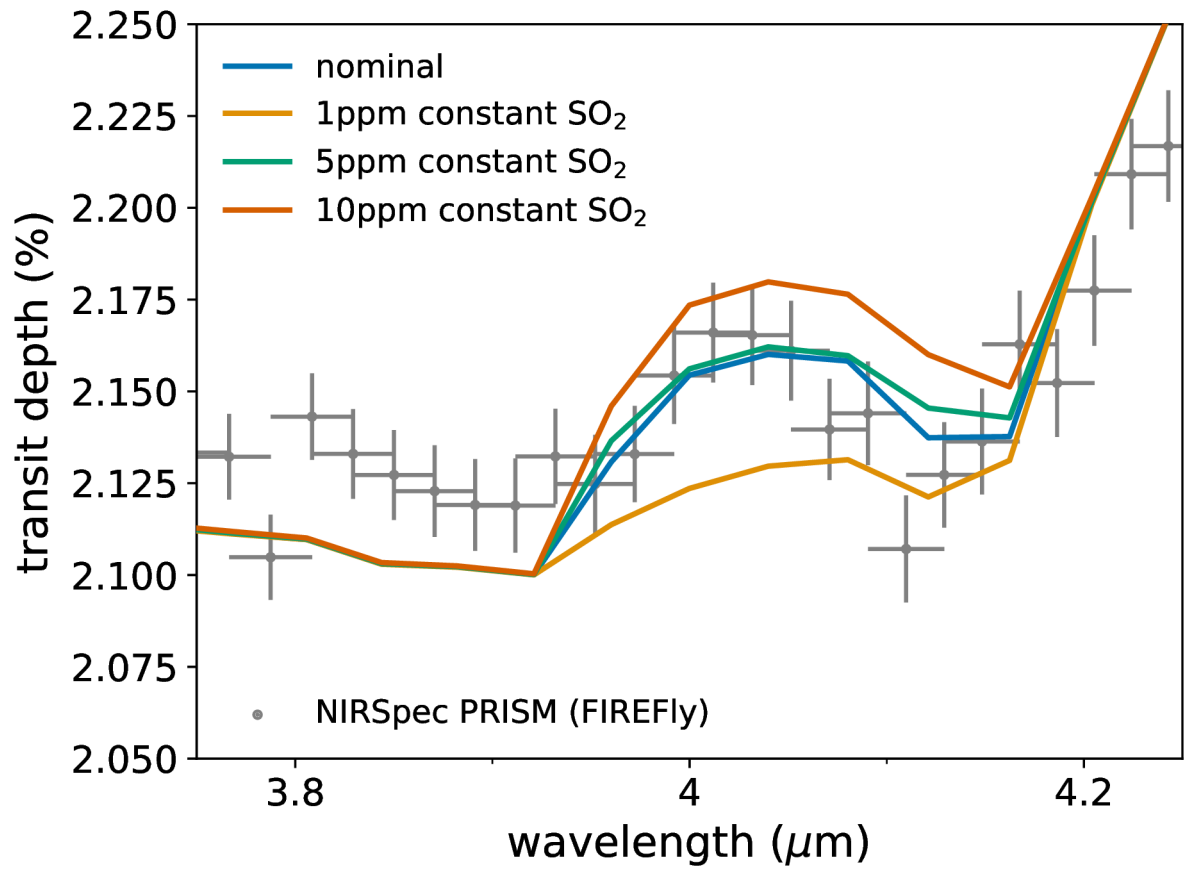 2.250
2.225
2.200
2.175
2.150
2.125
2.100
2.075
2.050
transit depth (%)
nominal
1ppm constant SO₂
5ppm constant SO₂
10ppm constant SO₂
NIRSpec PRISM (FIREFly)
3.8
4
4.2
wavelength (μm)